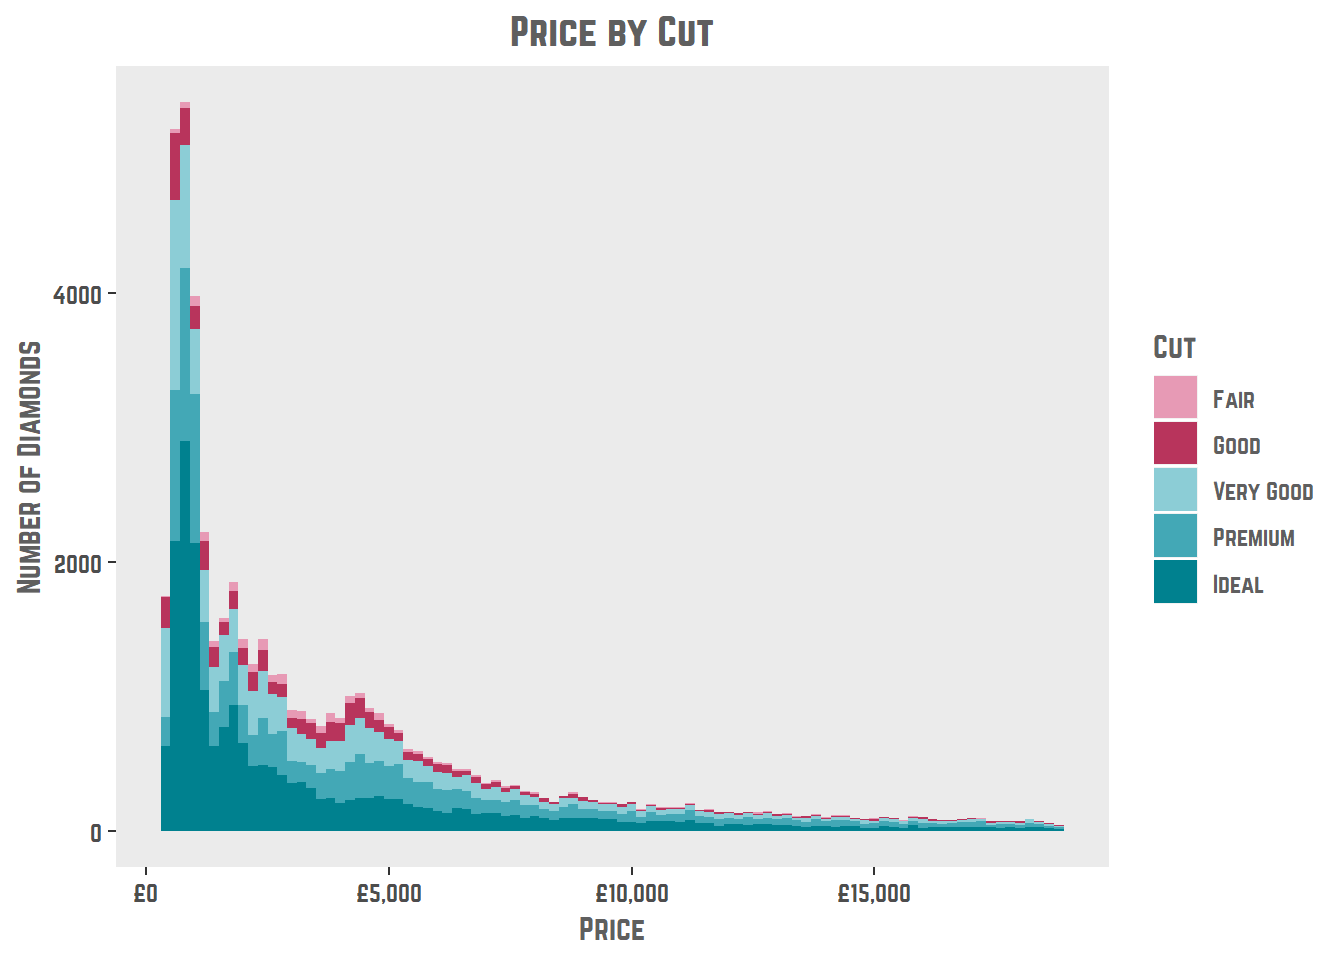 Price by Cut
Number of Diamonds
4000
2000
0
£0
£5,000
£10,000
£15,000
Price
Cut
Fair
Good
Very Good
Premium
Ideal